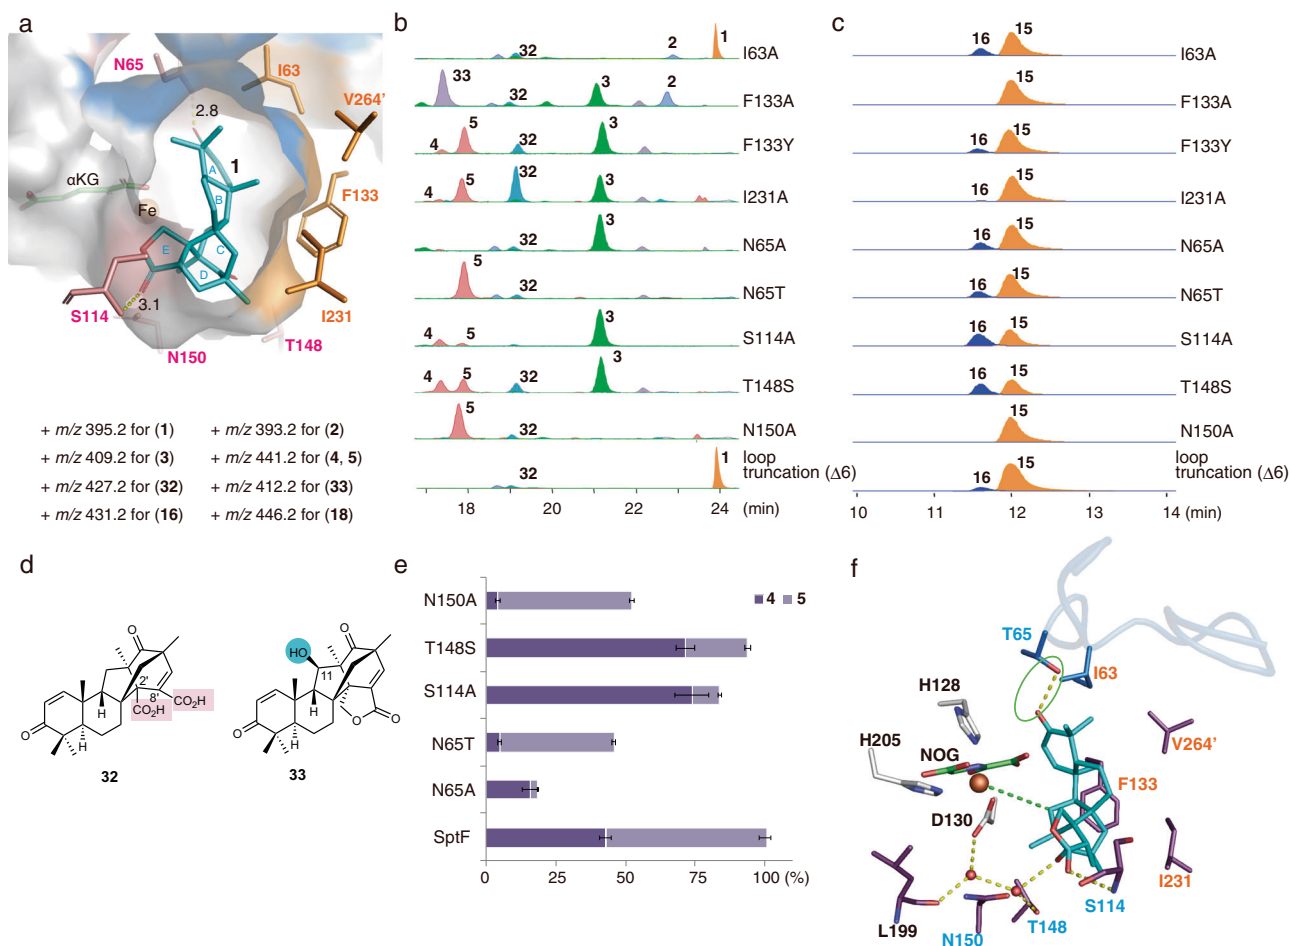 a
N65
I63
V264'
2.8
1
A
B
αKG
Fe
F133
E
C
D
S114
3.1
I231
N150
T148
+ m/z 395.2 for (1)
+ m/z 393.2 for (2)
+ m/z 409.2 for (3)
+ m/z 441.2 for (4, 5)
+ m/z 427.2 for (32)
+ m/z 412.2 for (33)
+ m/z 431.2 for (16)
+ m/z 446.2 for (18)
b
32 2 1 I63A
33 32 3 2 F133A
4 5 32 3 F133Y
4 5 32 3 I231A
32 3 N65A
5 32 N65T
4 5 3 S114A
4 5 32 3 T148S
5 32 N150A
32 1 loop
truncation (Δ6)
18 20 22 24 (min)
c
16 15 I63A
15 F133A
16 15 F133Y
15 I231A
16 15 N65A
16 15 N65T
16 15 S114A
16 15 T148S
15 N150A
16 15 loop
truncation (Δ6)
10 11 12 13 14 (min)
d
O
O
H
H
2'
8'
CO₂H
CO₂H
32
HO
O
11
O
H
H
O
O
33
e
4 5
N150A
T148S
S114A
N65T
N65A
SptF
0 25 50 75 100 (%)
f
T65
I63
H128
V264'
H205
NOG
F133
D130
I231
S114
T148
N150
L199